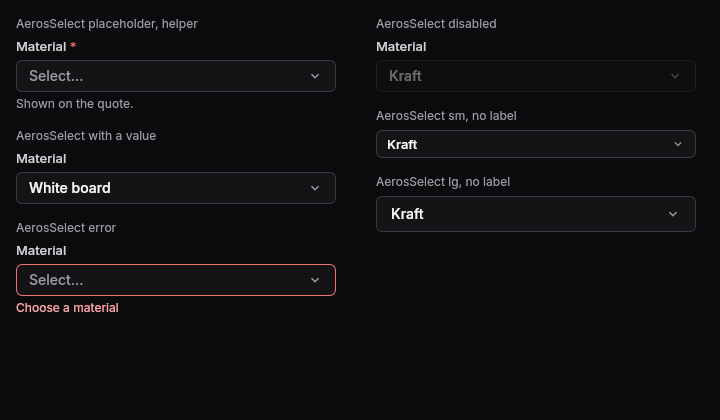 AerosSelect placeholder, helper
Material *
Select...
Shown on the quote.
AerosSelect with a value
Material
White board
AerosSelect error
Material
Select...
Choose a material
AerosSelect disabled
Material
Kraft
AerosSelect sm, no label
Kraft
AerosSelect lg, no label
Kraft